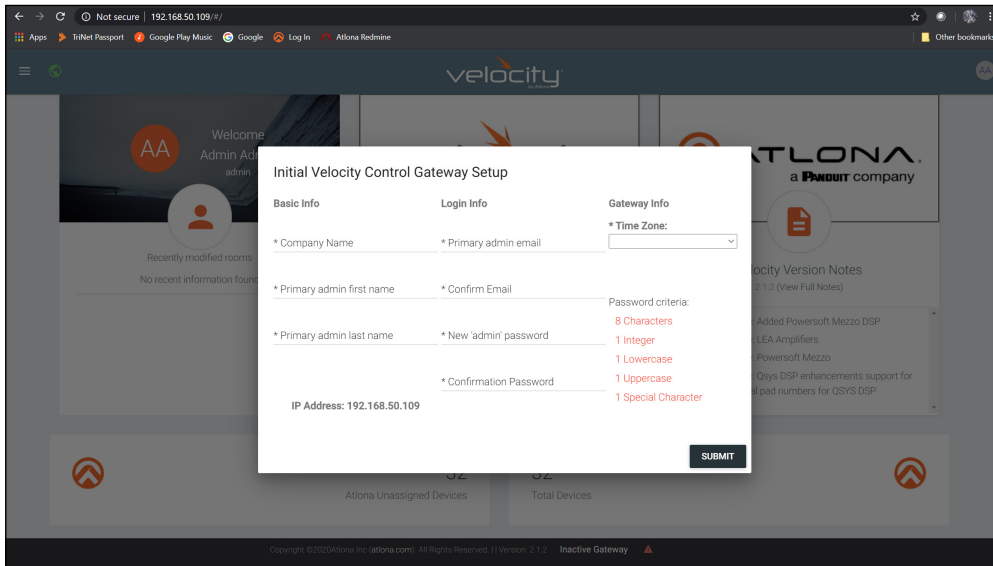 Not secure | 192.168.50.109/#/
Apps TriNet Passport Google Play Music Google Log In Atlona Redmine Other bookmarks
velocity
by Atlona
AA
Welcome
AA
Admin Adm
admin
ATLONA.
a PANDUIT company
Initial Velocity Control Gateway Setup
Basic Info Login Info Gateway Info
* Time Zone:
* Company Name * Primary admin email
Recently modified rooms
No recent information found
locity Version Notes
2.1.2 (View Full Notes)
* Primary admin first name * Confirm Email
Password criteria:
8 Characters
1 Integer
1 Lowercase
1 Uppercase
1 Special Character
* Primary admin last name * New 'admin' password
* Confirmation Password
IP Address: 192.168.50.109
: Added Powersoft Mezzo DSP
: LEA Amplifiers
: Powersoft Mezzo
: Qsys DSP enhancements support for
al pad numbers for QSYS DSP
SUBMIT
32 32
Atlona Unassigned Devices Total Devices
Copyright ©2020Atlona Inc (atlona.com). All Rights Reserved. | | Version: 2.1.2 Inactive Gateway